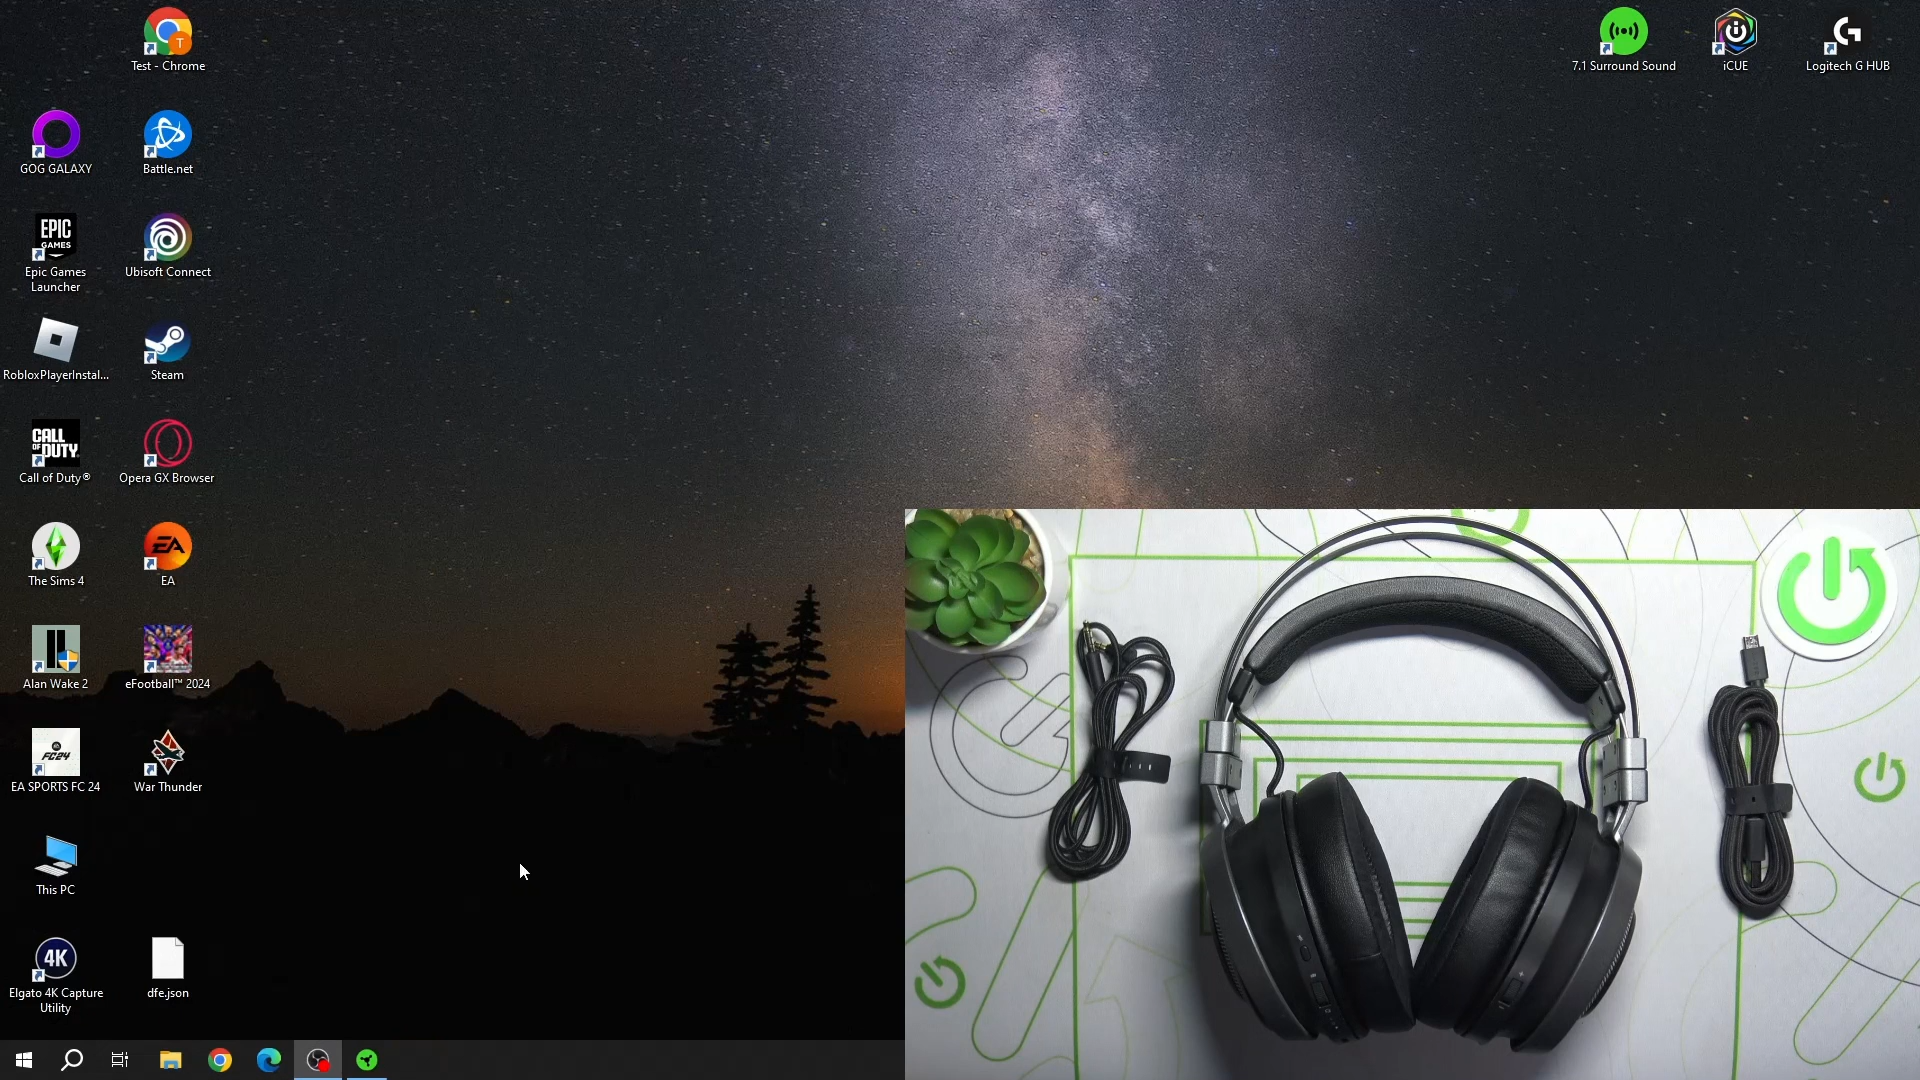 Test - Chrome
7.1 Surround Sound
iCUE
Logitech G HUB
GOG GALAXY
Battle.net
EPIC
GAMES
Epic Games
Launcher
Ubisoft Connect
RobloxPlayerInstal...
Steam
CALL
OF DUTY
Call of Duty®
Opera GX Browser
The Sims 4
EA
EA
Alan Wake 2
eFootball™ 2024
FC24
EA SPORTS FC 24
War Thunder
This PC
4K
Elgato 4K Capture
Utility
dfe.json